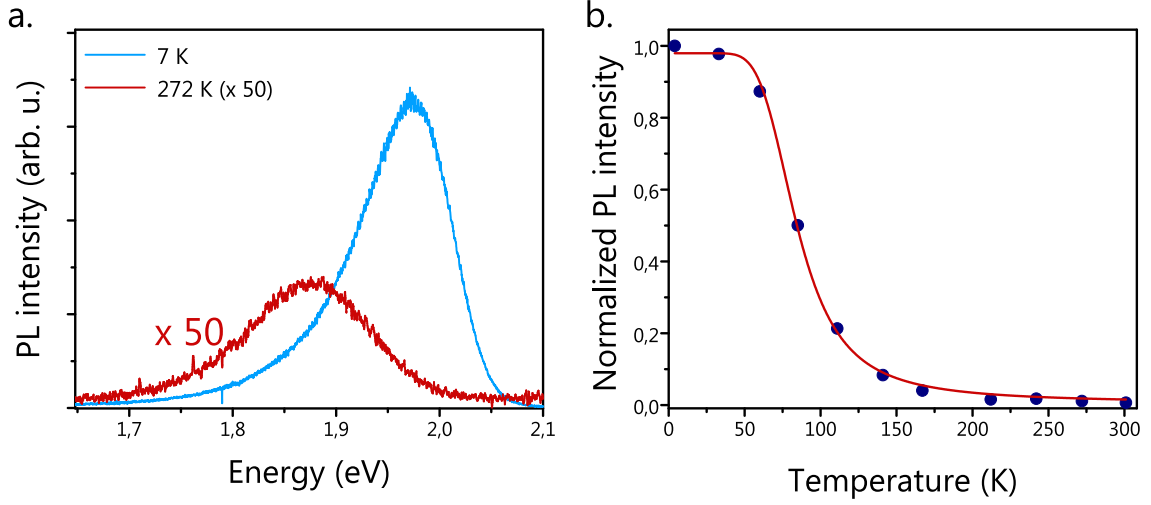 a.
7 K
272 K (x 50)
x 50
PL intensity (arb. u.)
1,7
1,8
1,9
2,0
2,1
Energy (eV)
b.
1,0
0,8
0,6
0,4
0,2
0,0
Normalized PL intensity
0
50
100
150
200
250
300
Temperature (K)